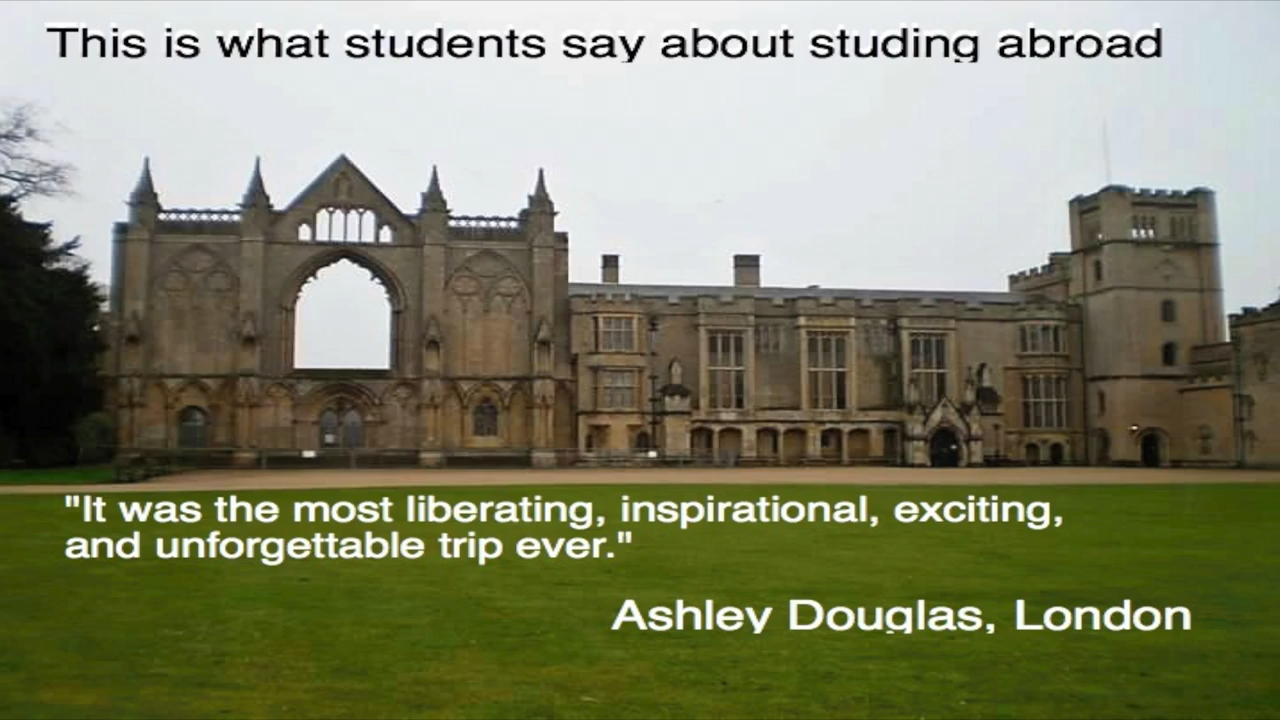 This is what students say about studing abroad
"It was the most liberating, inspirational, exciting,
and unforgettable trip ever."
Ashley Douglas, London